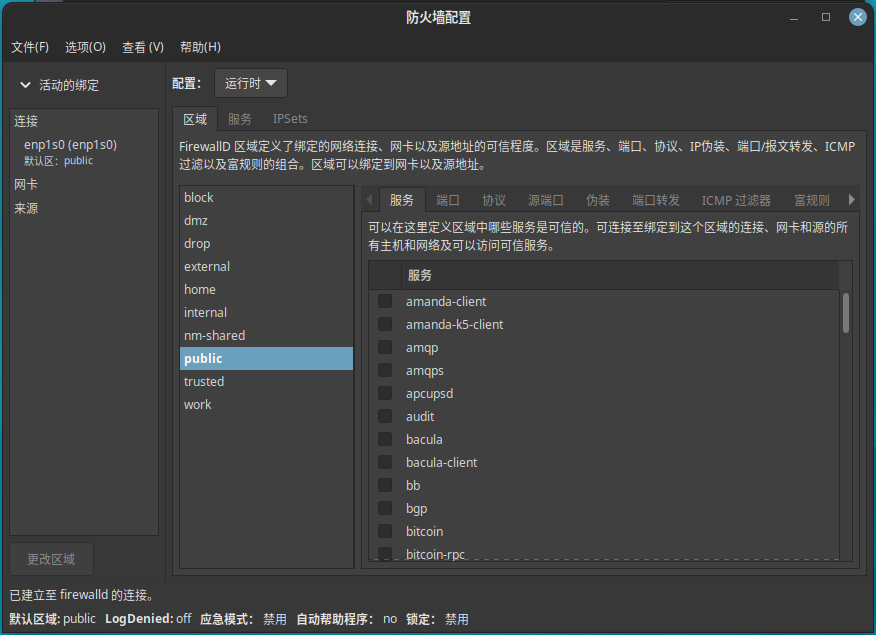 防火墙配置
文件(F) 选项(O) 查看 (V) 帮助(H)
活动的绑定
连接
enp1s0 (enp1s0)
默认区：public
网卡
来源
更改区域
配置： 运行时
区域 服务 IPSets
FirewallD 区域定义了绑定的网络连接、网卡以及源地址的可信程度。区域是服务、端口、协议、IP伪装、端口/报文转发、ICMP
过滤以及富规则的组合。区域可以绑定到网卡以及源地址。
block
dmz
drop
external
home
internal
nm-shared
public
trusted
work
服务 端口 协议 源端口 伪装 端口转发 ICMP 过滤器 富规则
可以在这里定义区域中哪些服务是可信的。可连接至绑定到这个区域的连接、网卡和源的所
有主机和网络及可以访问可信服务。
服务
amanda-client
amanda-k5-client
amqp
amqps
apcupsd
audit
bacula
bacula-client
bb
bgp
bitcoin
bitcoin-rpc
已建立至 firewalld 的连接。
默认区域: public LogDenied: off 应急模式： 禁用 自动帮助程序： no 锁定： 禁用